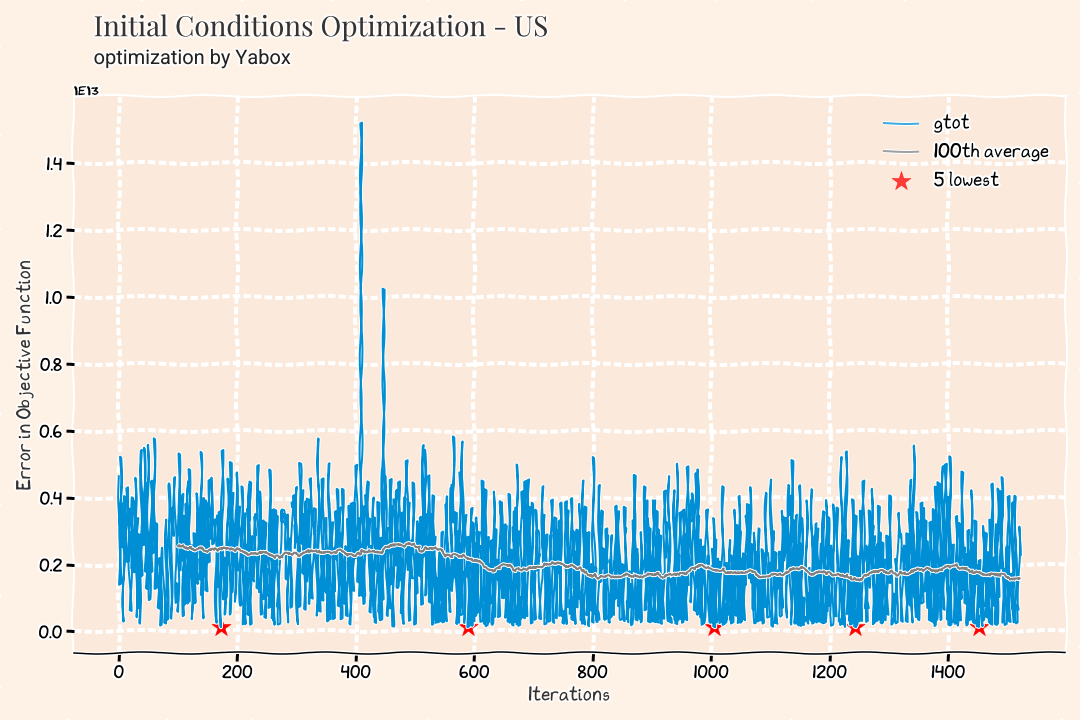 Initial Conditions Optimization - US
optimization by Yabox
1E13
gtot
100th average
5 lowest
1.4
1.2
1.0
0.8
0.6
0.4
0.2
0.0
Error in Objective Function
0 200 400 600 800 1000 1200 1400
Iterations